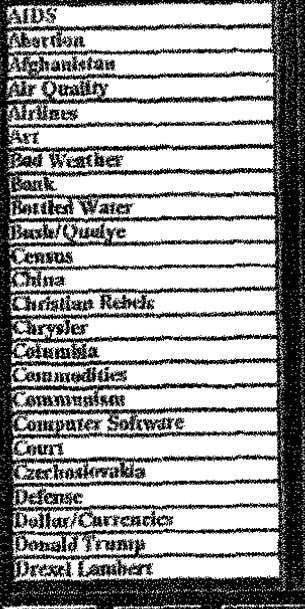 AIDS
Abortion
Afghanistan
Air Quality
Airlines
Art
Bad Weather
Bank
Bottled Water
Bush/Qualye
Census
China
Christian Rebels
Chrysler
Columbia
Commodities
Communism
Computer Software
Court
Czechoslovakia
Defense
Dollar/Currencies
Donald Trump
Drexel Lambert